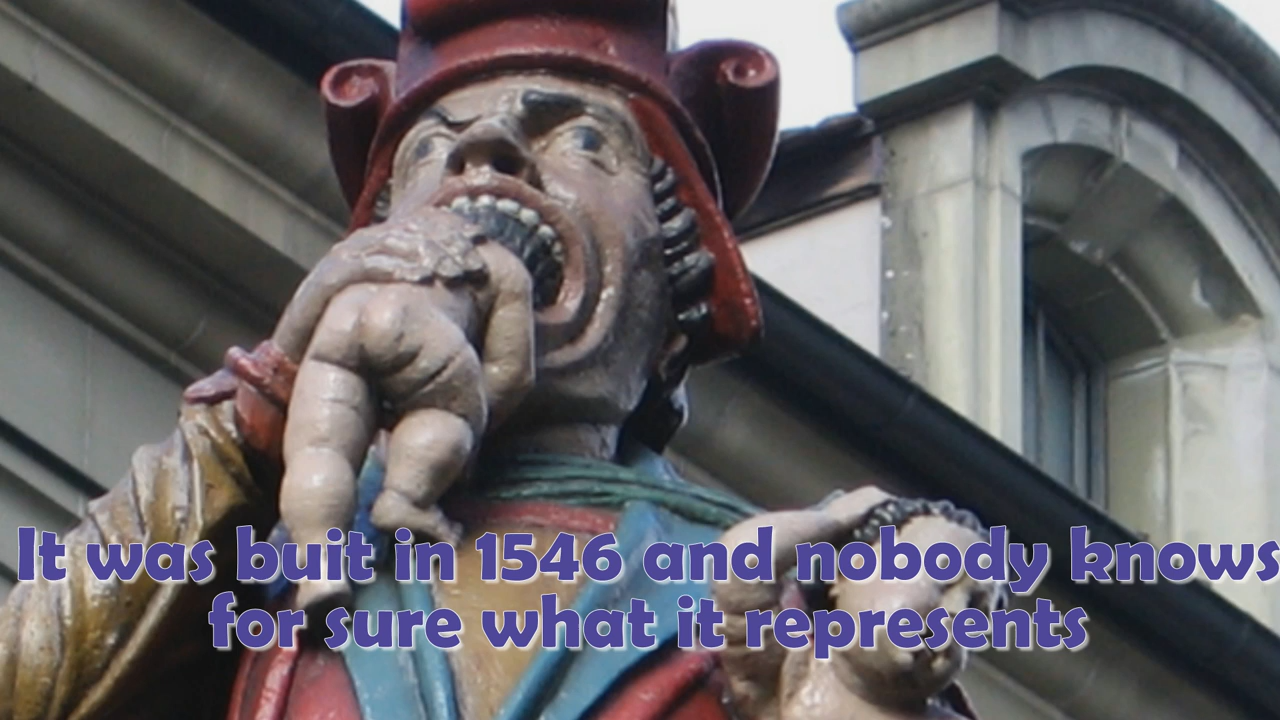 It was buit in 1546 and nobody knows
for sure what it represents